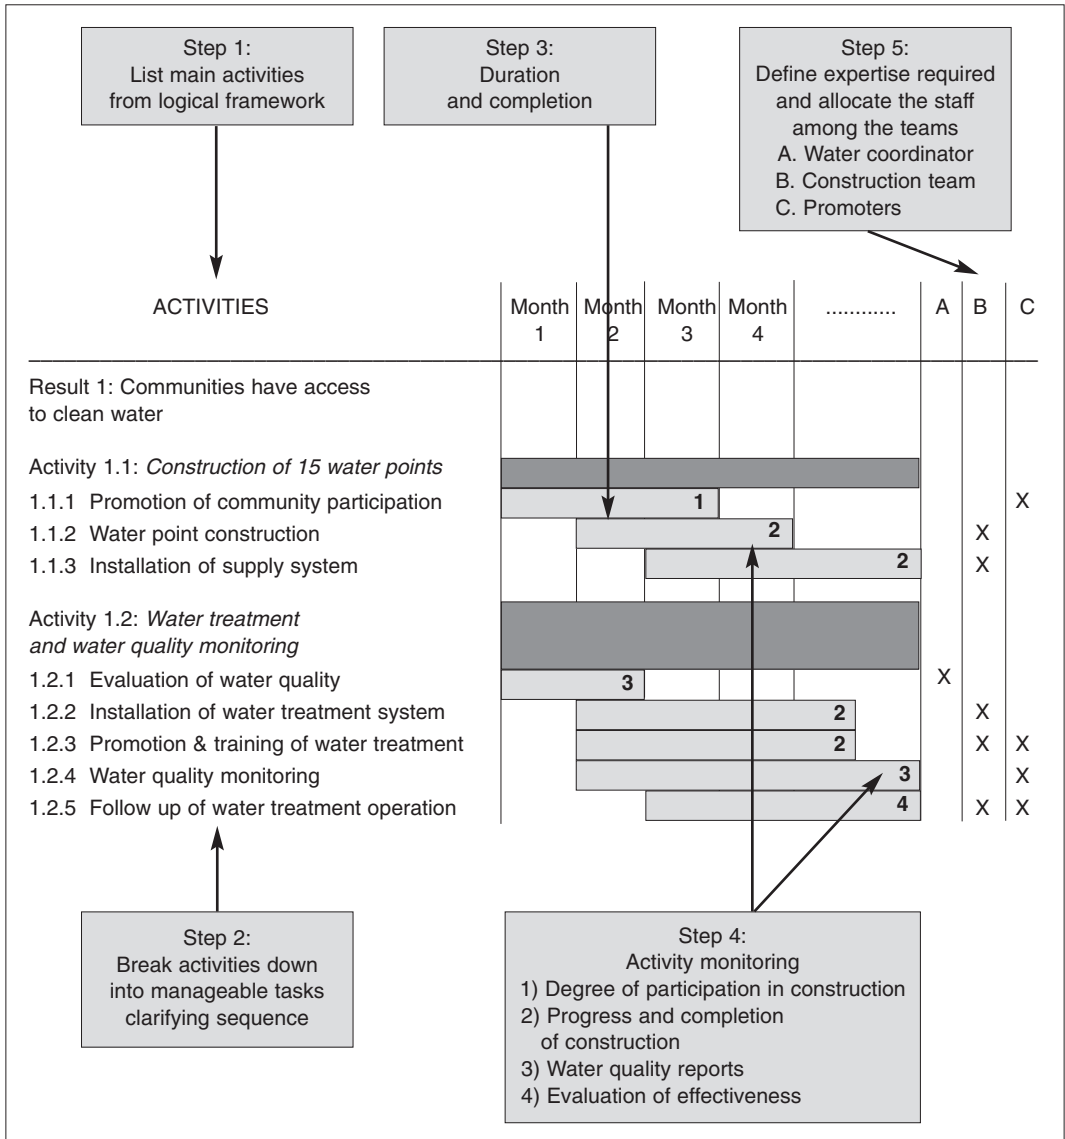 Step 1:
List main activities
from logical framework
Step 3:
Duration
and completion
Step 5:
Define expertise required
and allocate the staff
among the teams
A. Water coordinator
B. Construction team
C. Promoters
ACTIVITIES
Month 1
Month 2
Month 3
Month 4
............
A
B
C
Result 1: Communities have access
to clean water
Activity 1.1: Construction of 15 water points
1.1.1 Promotion of community participation 1 X
1.1.2 Water point construction 2 X
1.1.3 Installation of supply system 2 X
Activity 1.2: Water treatment
and water quality monitoring
1.2.1 Evaluation of water quality 3 X
1.2.2 Installation of water treatment system 2 X
1.2.3 Promotion & training of water treatment 2 X X
1.2.4 Water quality monitoring 3 X
1.2.5 Follow up of water treatment operation 4 X X
Step 2:
Break activities down
into manageable tasks
clarifying sequence
Step 4:
Activity monitoring
1) Degree of participation in construction
2) Progress and completion
of construction
3) Water quality reports
4) Evaluation of effectiveness